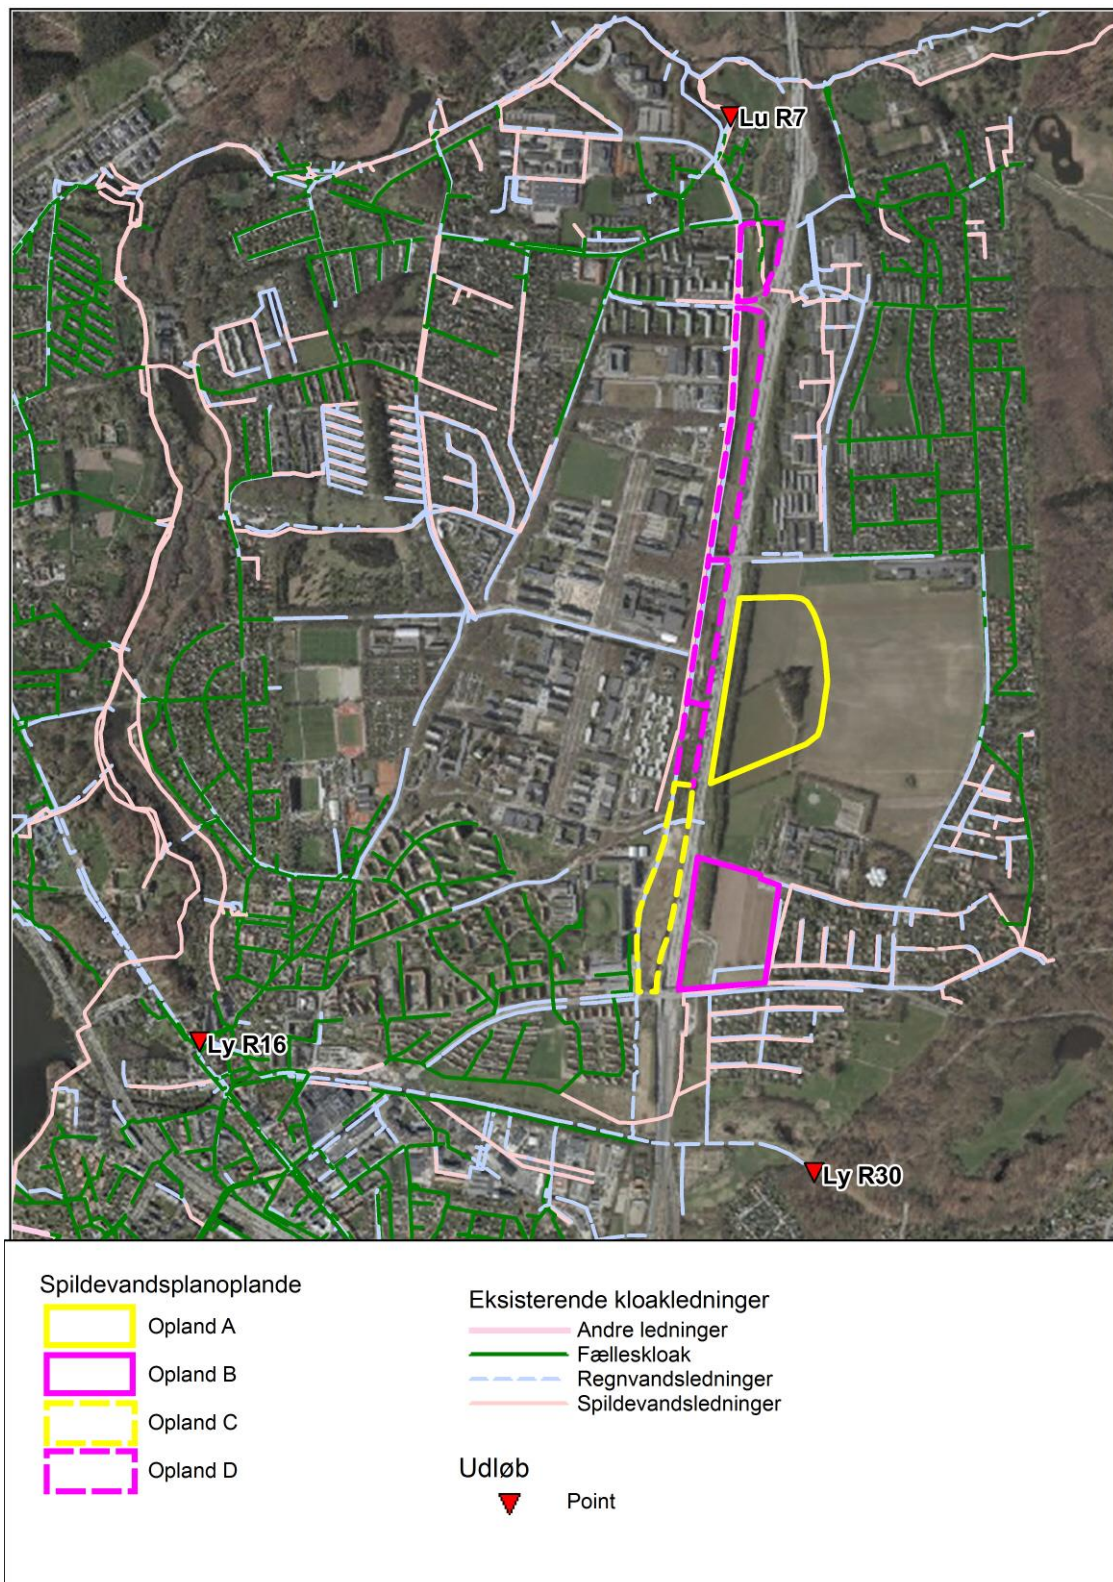 Lu R7
Ly R16
Ly R30
Spildevandsplanoplande
Opland A
Opland B
Opland C
Opland D
Eksisterende kloakledninger
Andre ledninger
Fælleskloak
Regnvandsledninger
Spildevandsledninger
Udløb
Point